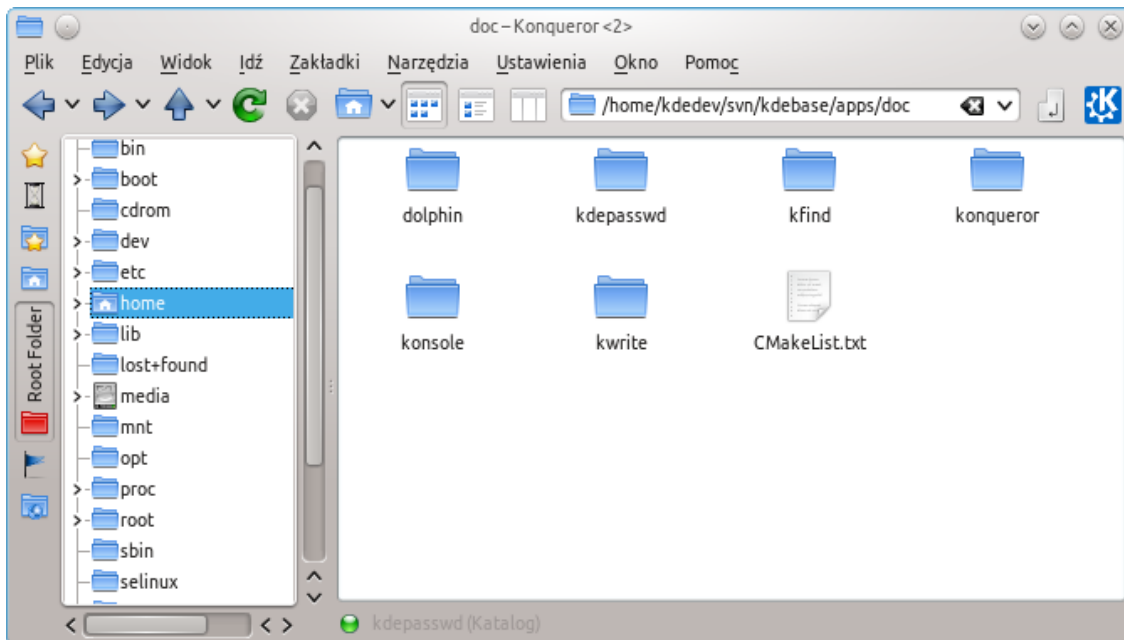 doc – Konqueror <2>
Plik Edycja Widok Idź Zakładki Narzędzia Ustawienia Okno Pomoc
/home/kdedev/svn/kdebase/apps/doc
Root Folder
bin
boot
cdrom
dev
etc
home
lib
lost+found
media
mnt
opt
proc
root
sbin
selinux
dolphin kdepasswd kfind konqueror
konsole kwrite CMakeList.txt
kdepasswd (Katalog)